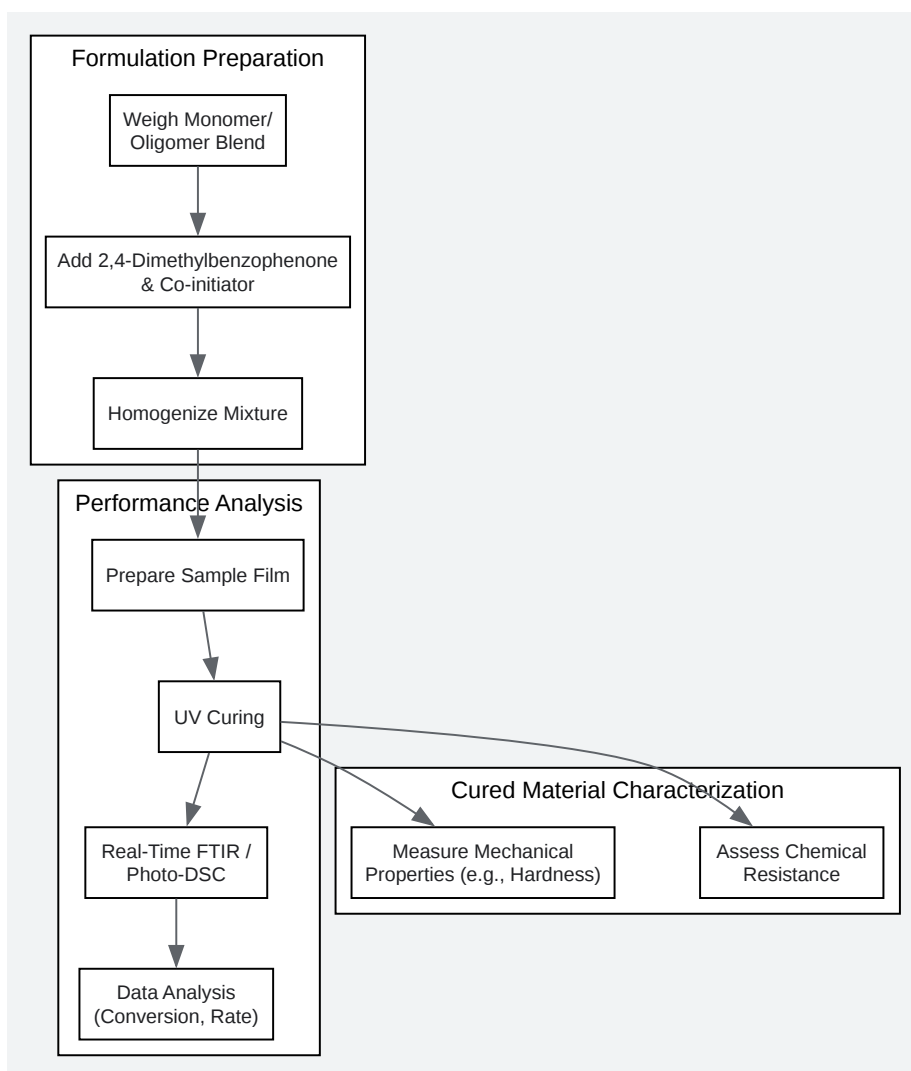 Formulation Preparation
Weigh Monomer/
Oligomer Blend
Add 2,4-Dimethylbenzophenone
& Co-initiator
Homogenize Mixture
Performance Analysis
Prepare Sample Film
UV Curing
Real-Time FTIR /
Photo-DSC
Data Analysis
(Conversion, Rate)
Cured Material Characterization
Measure Mechanical
Properties (e.g., Hardness)
Assess Chemical
Resistance